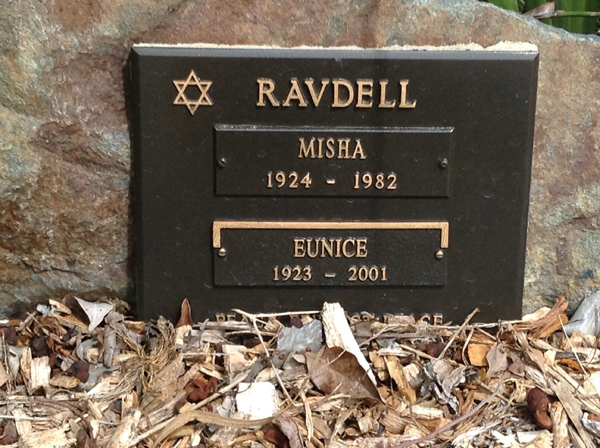 RAVDELL
MISHA
1924 - 1982
EUNICE
1923 - 2001